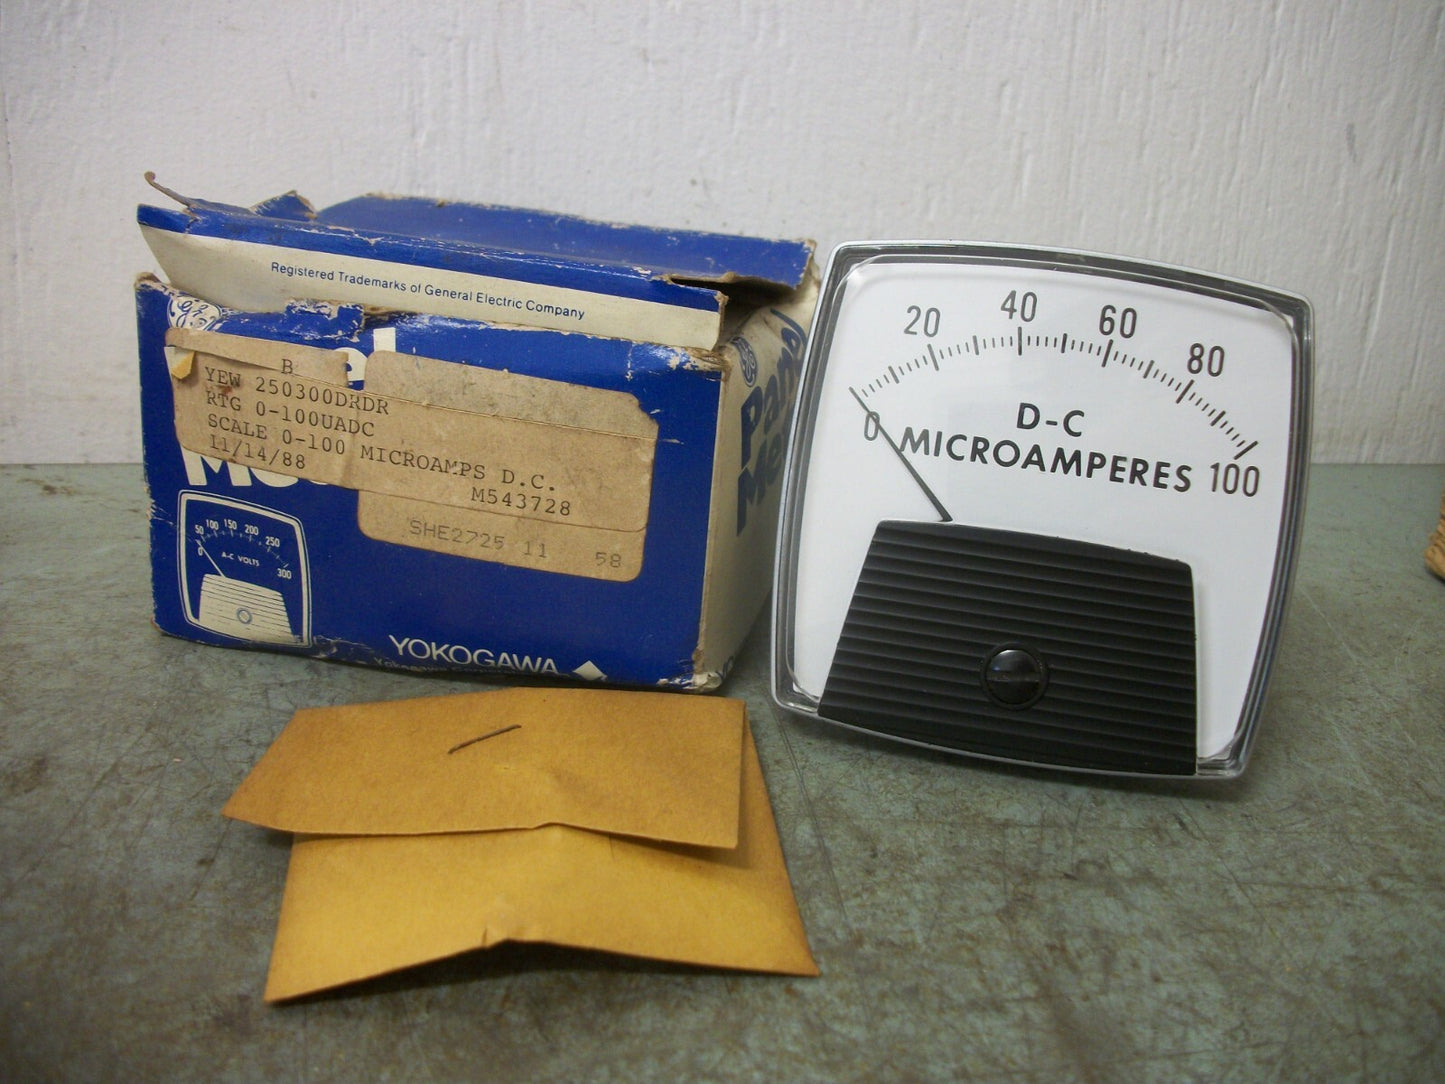 Registered Trademarks of General Electric Company
B
YEW 250300DRDR
RTG 0-100UADC
SCALE 0-100 MICROAMPS D.C.
11/14/88
M543728
SHE2725 11 58
50 100 150 200 250
0 300
A-C VOLTS
YOKOGAWA
20 40 60 80
0 100
D-C
MICROAMPERES